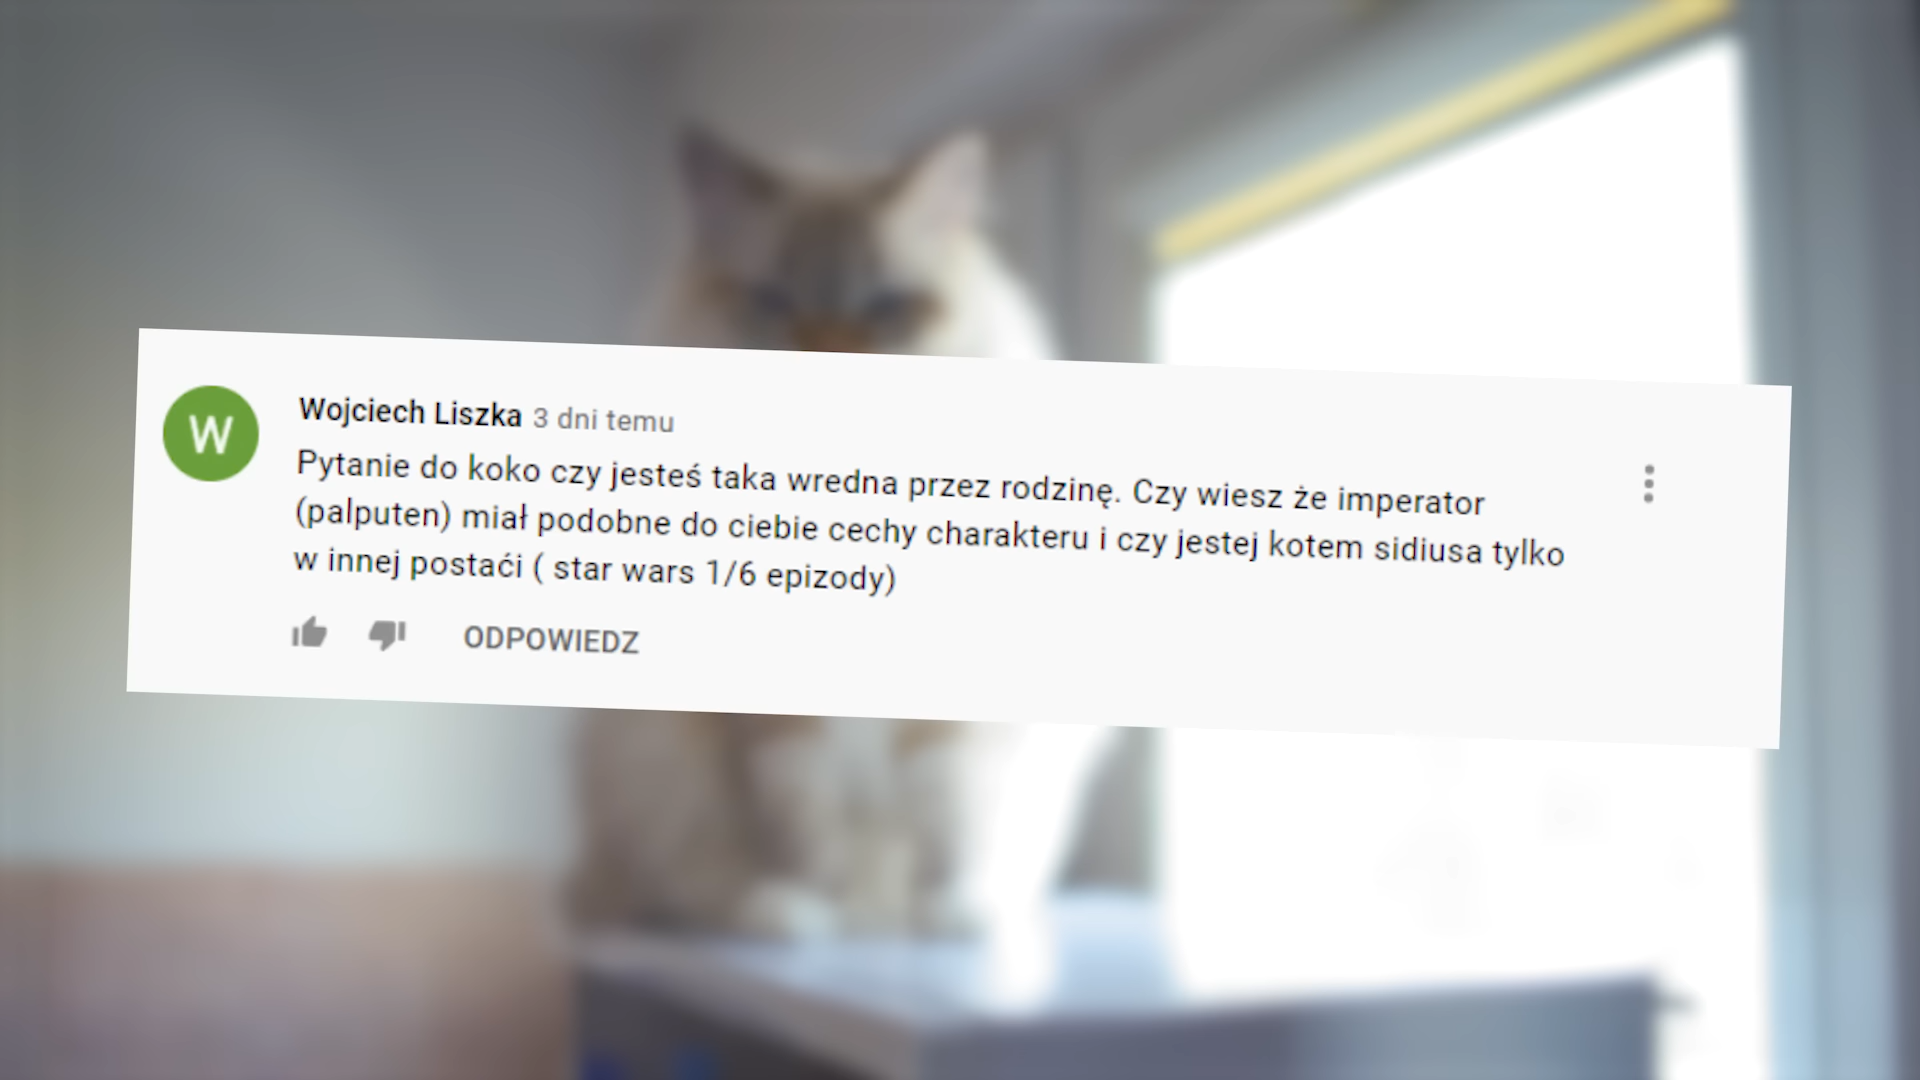 W
Wojciech Liszka 3 dni temu
Pytanie do koko czy jesteś taka wredna przez rodzinę. Czy wiesz że imperator
(palputen) miał podobne do ciebie cechy charakteru i czy jestej kotem sidiusa tylko
w innej postaći ( star wars 1/6 epizody)
ODPOWIEDZ